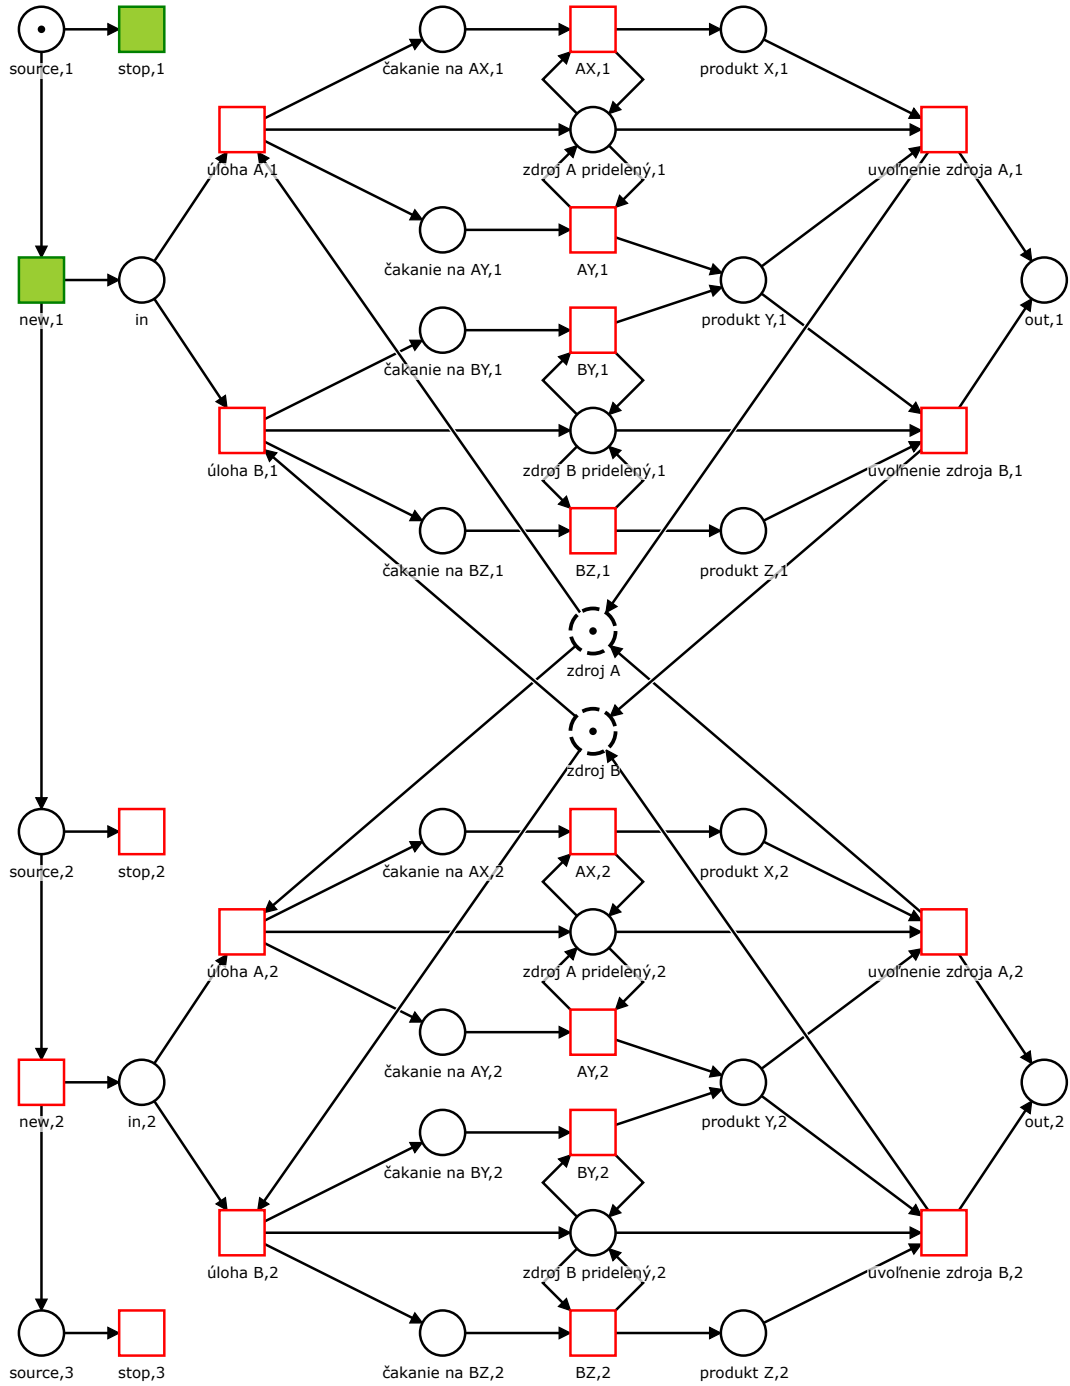 source,1
stop,1
čakanie na AX,1
AX,1
produkt X,1
úloha A,1
zdroj A pridelený,1
uvoľnenie zdroja A,1
čakanie na AY,1
AY,1
new,1
in
čakanie na BY,1
BY,1
produkt Y,1
out,1
úloha B,1
zdroj B pridelený,1
uvoľnenie zdroja B,1
čakanie na BZ,1
BZ,1
produkt Z,1
zdroj A
zdroj B
source,2
stop,2
čakanie na AX,2
AX,2
produkt X,2
úloha A,2
zdroj A pridelený,2
uvoľnenie zdroja A,2
čakanie na AY,2
AY,2
new,2
in,2
čakanie na BY,2
BY,2
produkt Y,2
out,2
úloha B,2
zdroj B pridelený,2
uvoľnenie zdroja B,2
source,3
stop,3
čakanie na BZ,2
BZ,2
produkt Z,2